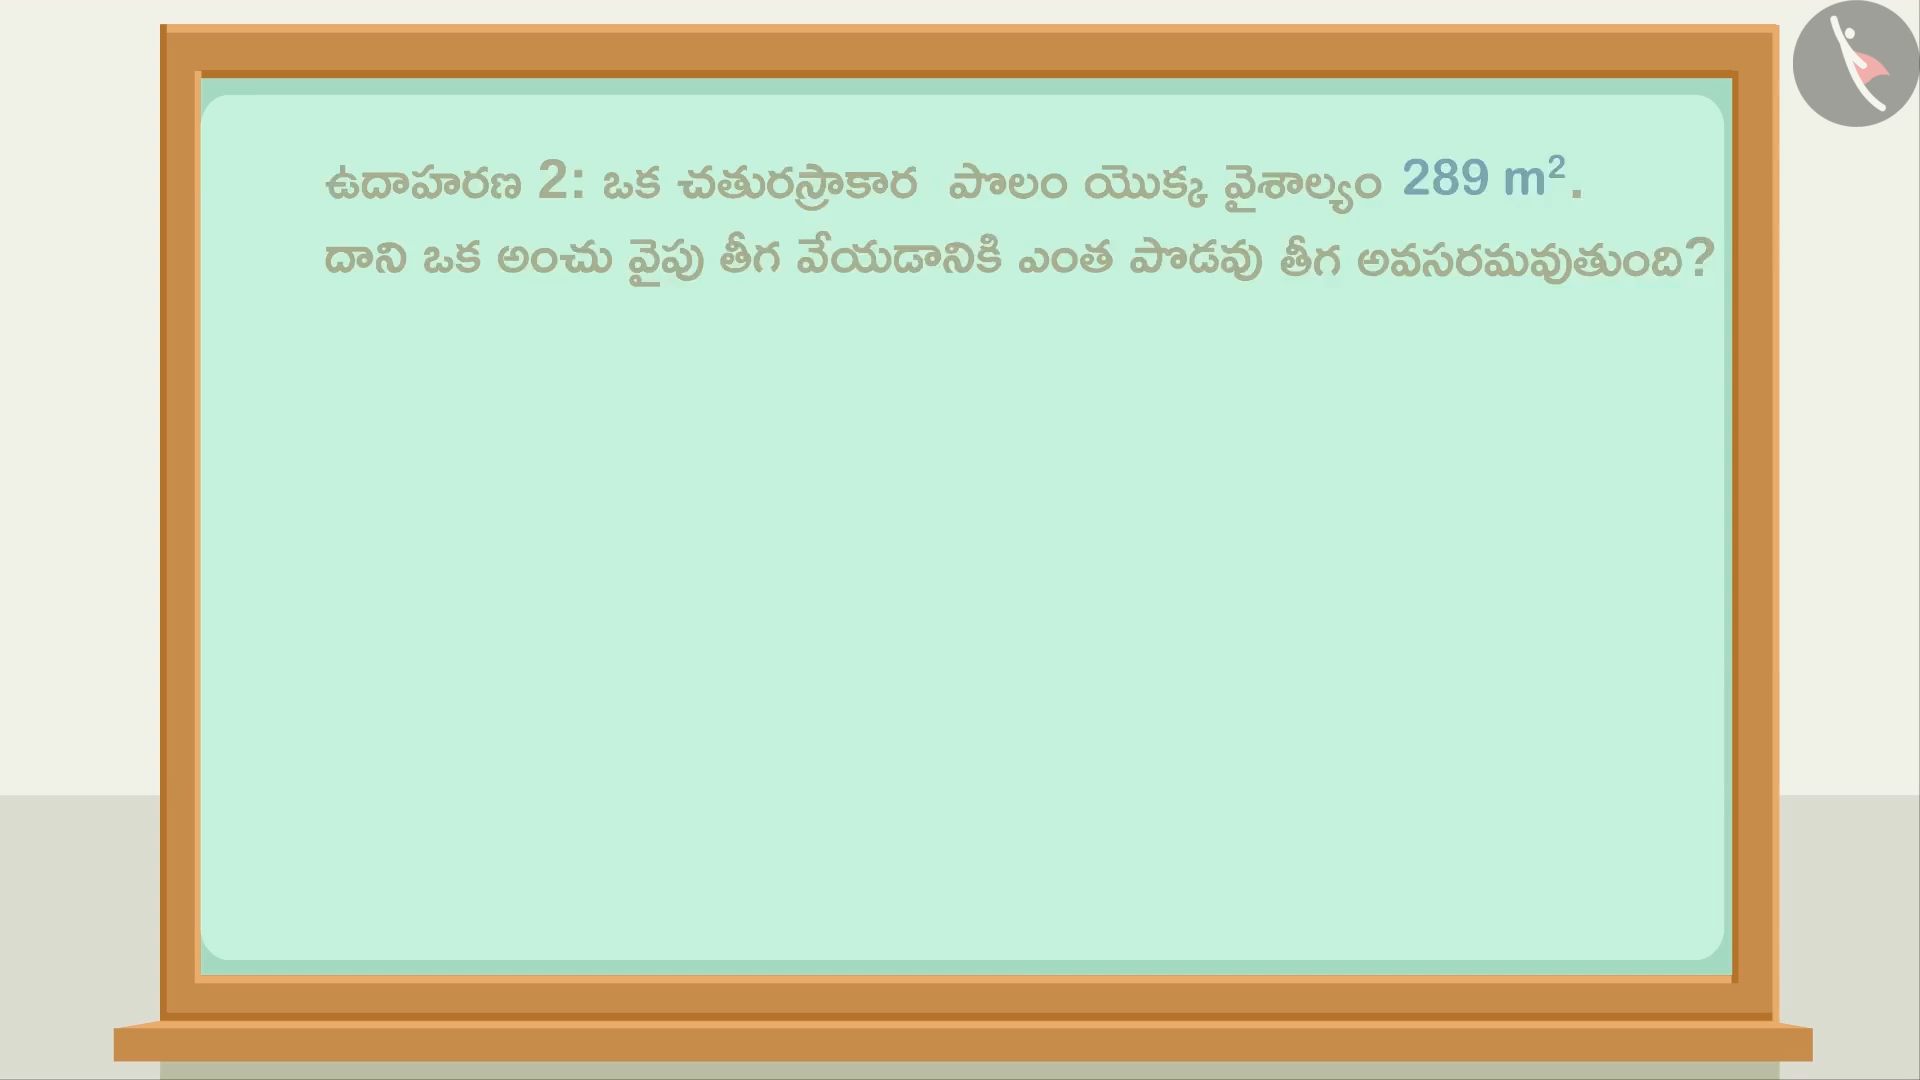 ఉదాహరణ 2: ఒక చతురస్రాకార పొలం యొక్క వైశాల్యం 289 m².
దాని ఒక అంచు వైపు తీగ వేయడానికి ఎంత పొడవు తీగ అవసరమవుతుంది?